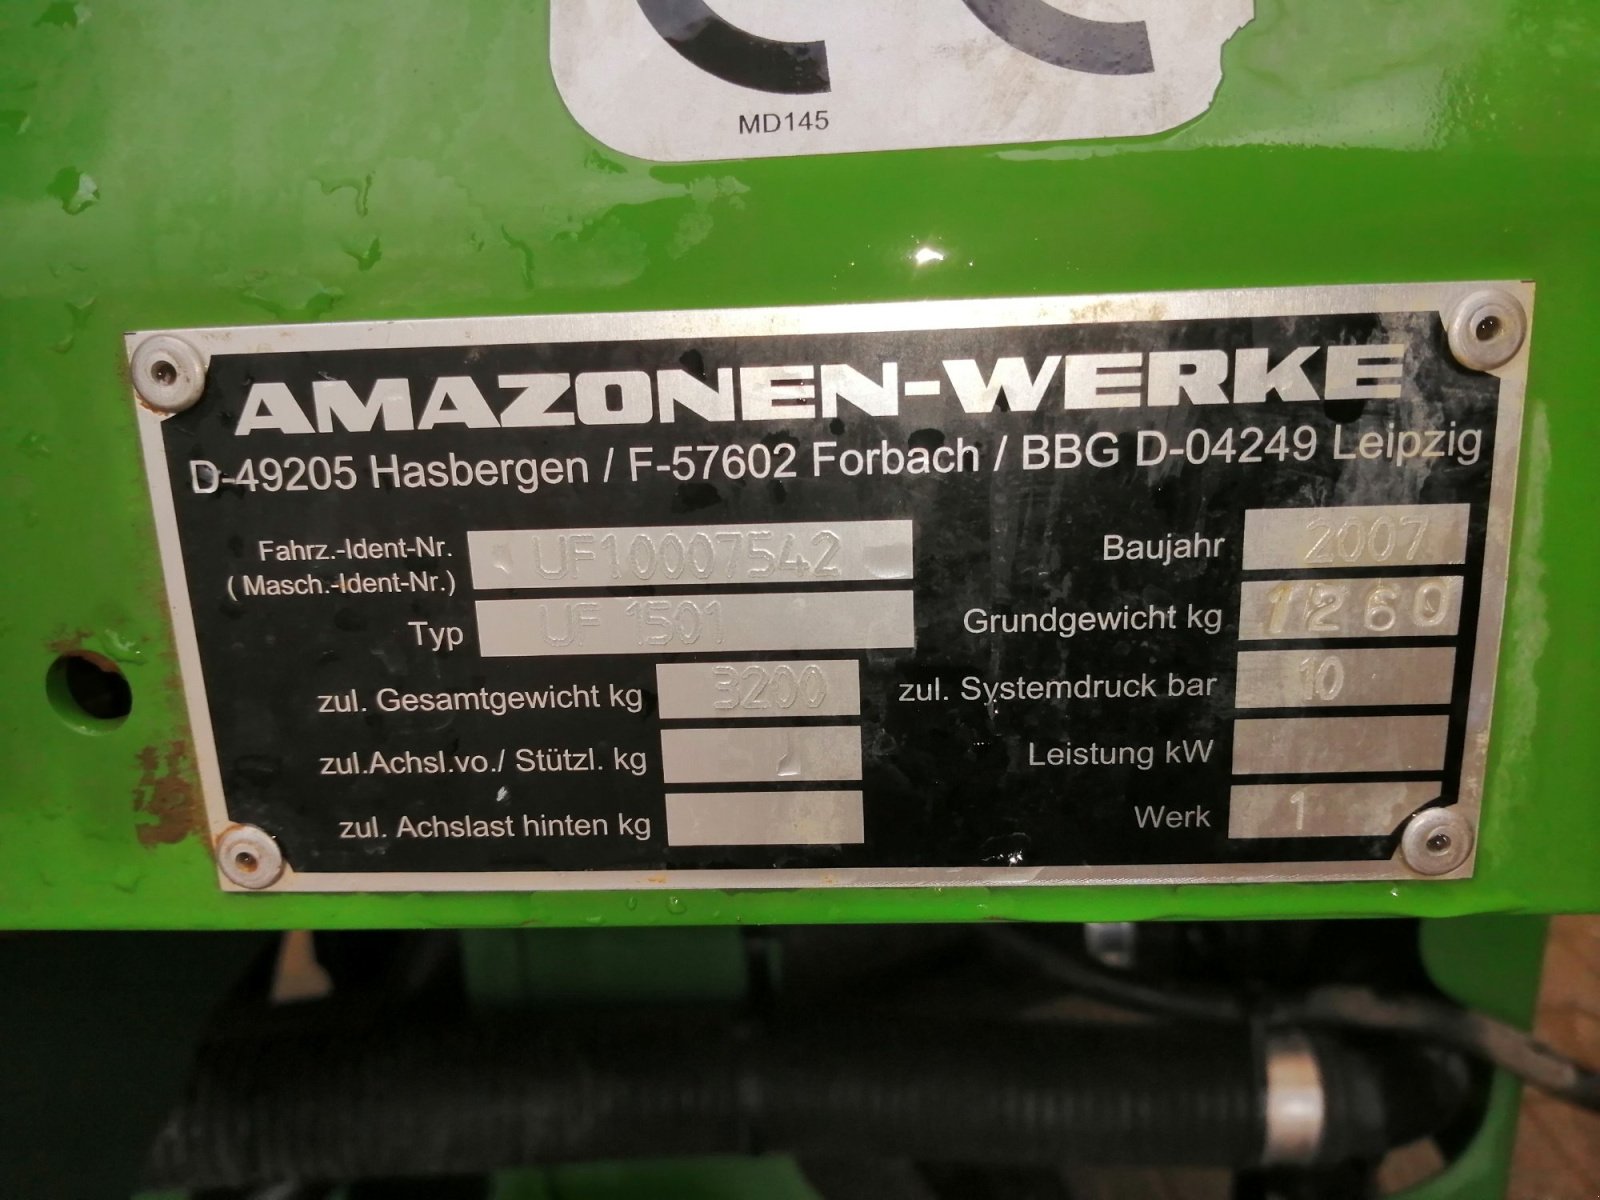 MD145
AMAZONEN-WERKE
D-49205 Hasbergen / F-57602 Forbach / BBG D-04249 Leipzig
Fahrz.-Ident-Nr. UF10007542
(Masch.-Ident-Nr.)
Typ UF 1501
zul. Gesamtgewicht kg 3200
zul.Achsl.vo./ Stützl. kg
zul. Achslast hinten kg
Baujahr 2007
Grundgewicht kg 1260
zul. Systemdruck bar 10
Leistung kW
Werk 1